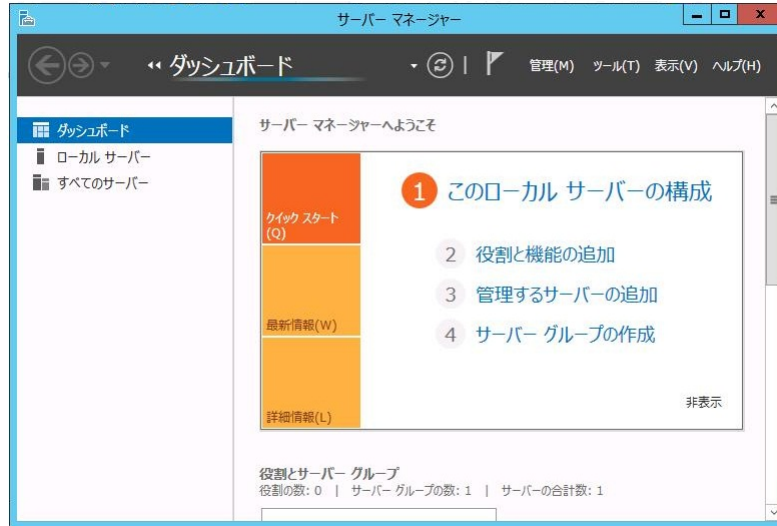 サーバー マネージャー
ダッシュボード
管理(M) ツール(T) 表示(V) ヘルプ(H)
ダッシュボード
ローカル サーバー
すべてのサーバー
サーバー マネージャーへようこそ
クイック スタート
(Q)
最新情報(W)
詳細情報(L)
1 このローカル サーバーの構成
2 役割と機能の追加
3 管理するサーバーの追加
4 サーバー グループの作成
非表示
役割とサーバー グループ
役割の数: 0 | サーバー グループの数: 1 | サーバーの合計数: 1